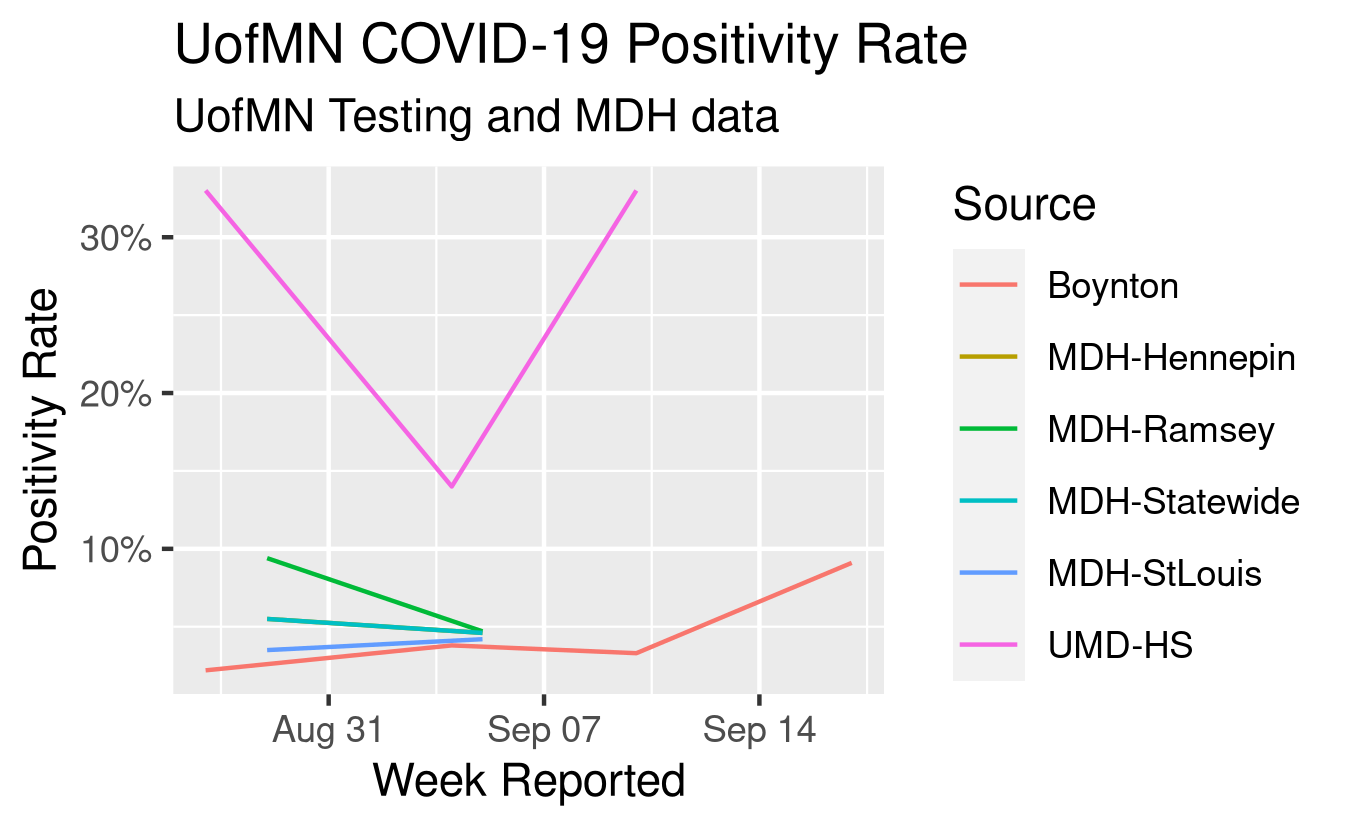 UofMN COVID-19 Positivity Rate
UofMN Testing and MDH data
Positivity Rate
30%
20%
10%
Aug 31
Sep 07
Sep 14
Week Reported
Source
Boynton
MDH-Hennepin
MDH-Ramsey
MDH-Statewide
MDH-StLouis
UMD-HS